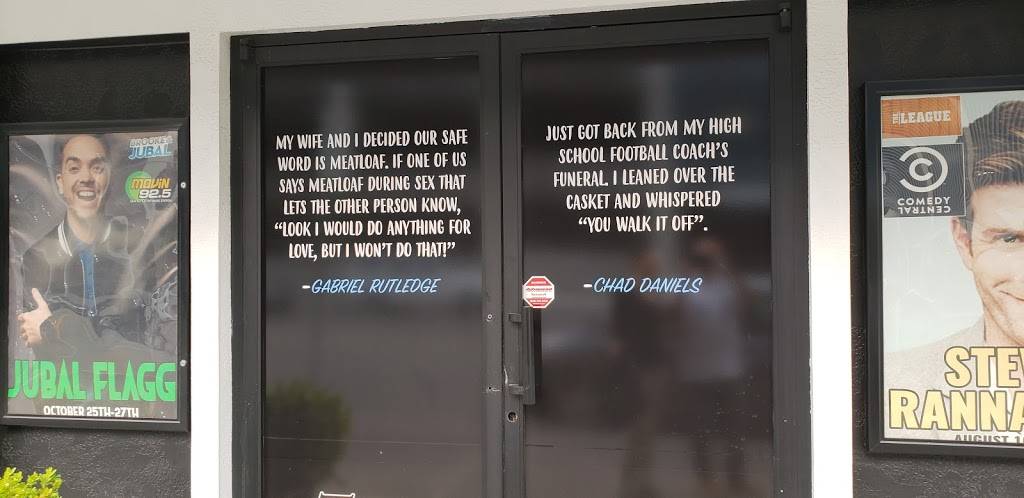 BROOKE &
JUBAL
MOViN
92.5
JUBAL FLAGG
OCTOBER 25TH-27TH
MY WIFE AND I DECIDED OUR SAFE
WORD IS MEATLOAF. IF ONE OF US
SAYS MEATLOAF DURING SEX THAT
LETS THE OTHER PERSON KNOW,
“LOOK I WOULD DO ANYTHING FOR
LOVE, BUT I WON’T DO THAT!”
-GABRIEL RUTLEDGE
JUST GOT BACK FROM MY HIGH
SCHOOL FOOTBALL COACH’S
FUNERAL. I LEANED OVER THE
CASKET AND WHISPERED
“YOU WALK IT OFF”.
-CHAD DANIELS
THE LEAGUE
COMEDY
CENTRAL
STE
RANNA
AUGUST 1